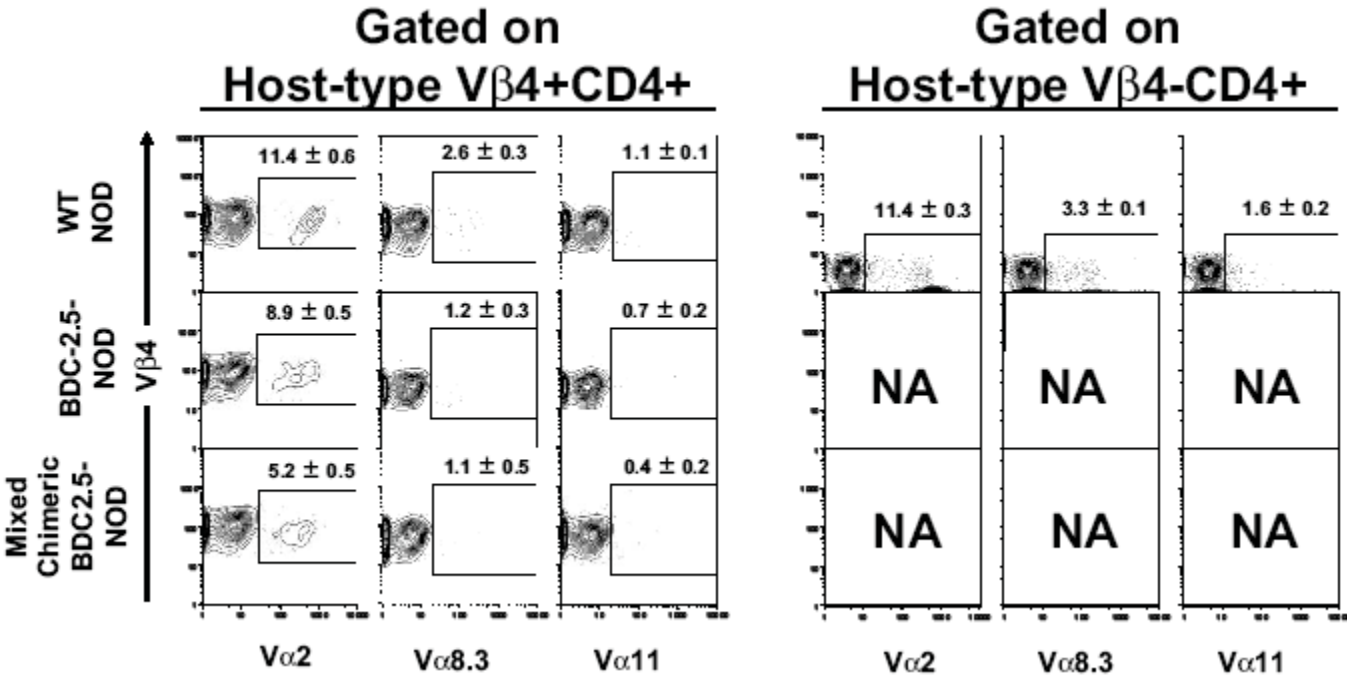 Gated on
Host-type Vβ4+CD4+
Gated on
Host-type Vβ4-CD4+
WT
NOD
11.4 ± 0.6
2.6 ± 0.3
1.1 ± 0.1
11.4 ± 0.3
3.3 ± 0.1
1.6 ± 0.2
Vβ4
BDC-2.5-
NOD
8.9 ± 0.5
1.2 ± 0.3
0.7 ± 0.2
NA
NA
NA
Mixed
Chimeric
BDC2.5-
NOD
5.2 ± 0.5
1.1 ± 0.5
0.4 ± 0.2
NA
NA
NA
Vα2
Vα8.3
Vα11
Vα2
Vα8.3
Vα11